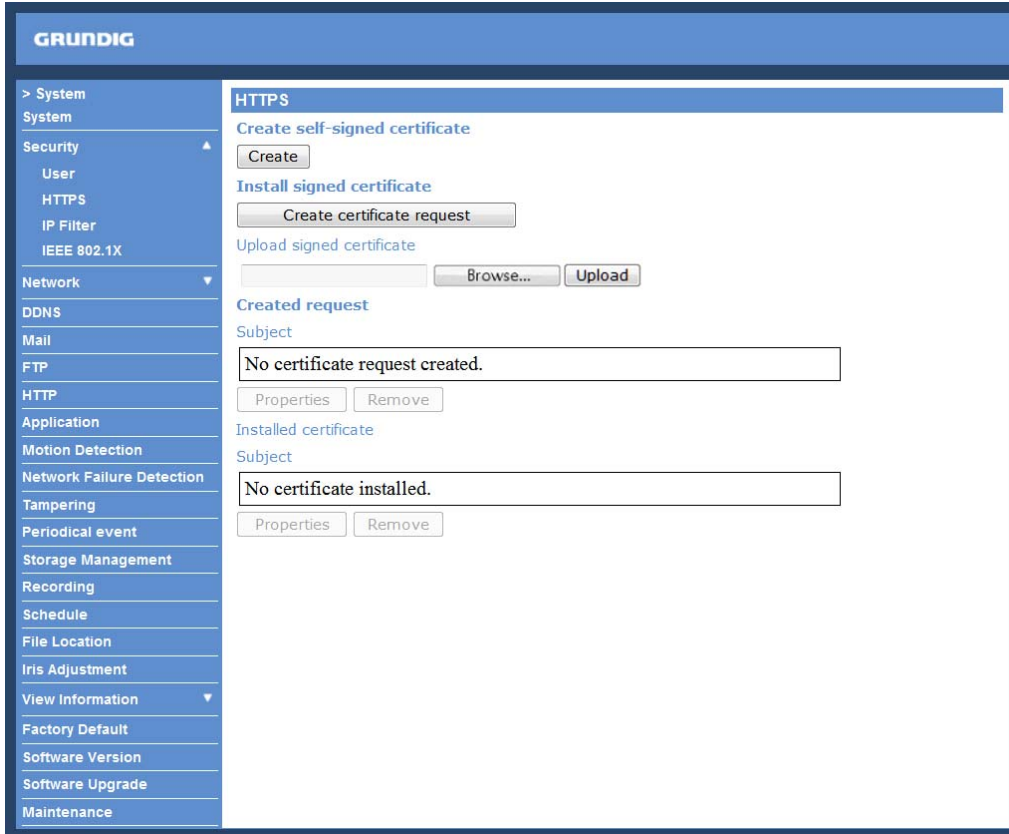 GRUNDIG
> System
System
Security
User
HTTPS
IP Filter
IEEE 802.1X
Network
DDNS
Mail
FTP
HTTP
Application
Motion Detection
Network Failure Detection
Tampering
Periodical event
Storage Management
Recording
Schedule
File Location
Iris Adjustment
View Information
Factory Default
Software Version
Software Upgrade
Maintenance
HTTPS
Create self-signed certificate
Create
Install signed certificate
Create certificate request
Upload signed certificate
Browse... Upload
Created request
Subject
No certificate request created.
Properties Remove
Installed certificate
Subject
No certificate installed.
Properties Remove